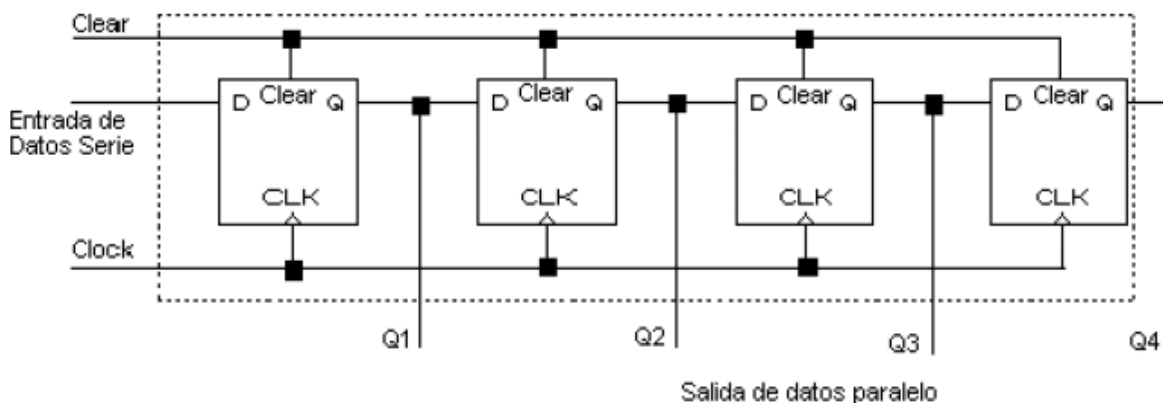 Clear
D Clear Q
D Clear Q
D Clear Q
D Clear Q
Entrada de
Datos Serie
CLK
CLK
CLK
CLK
Clock
Q1
Q2
Q3
Q4
Salida de datos paralelo